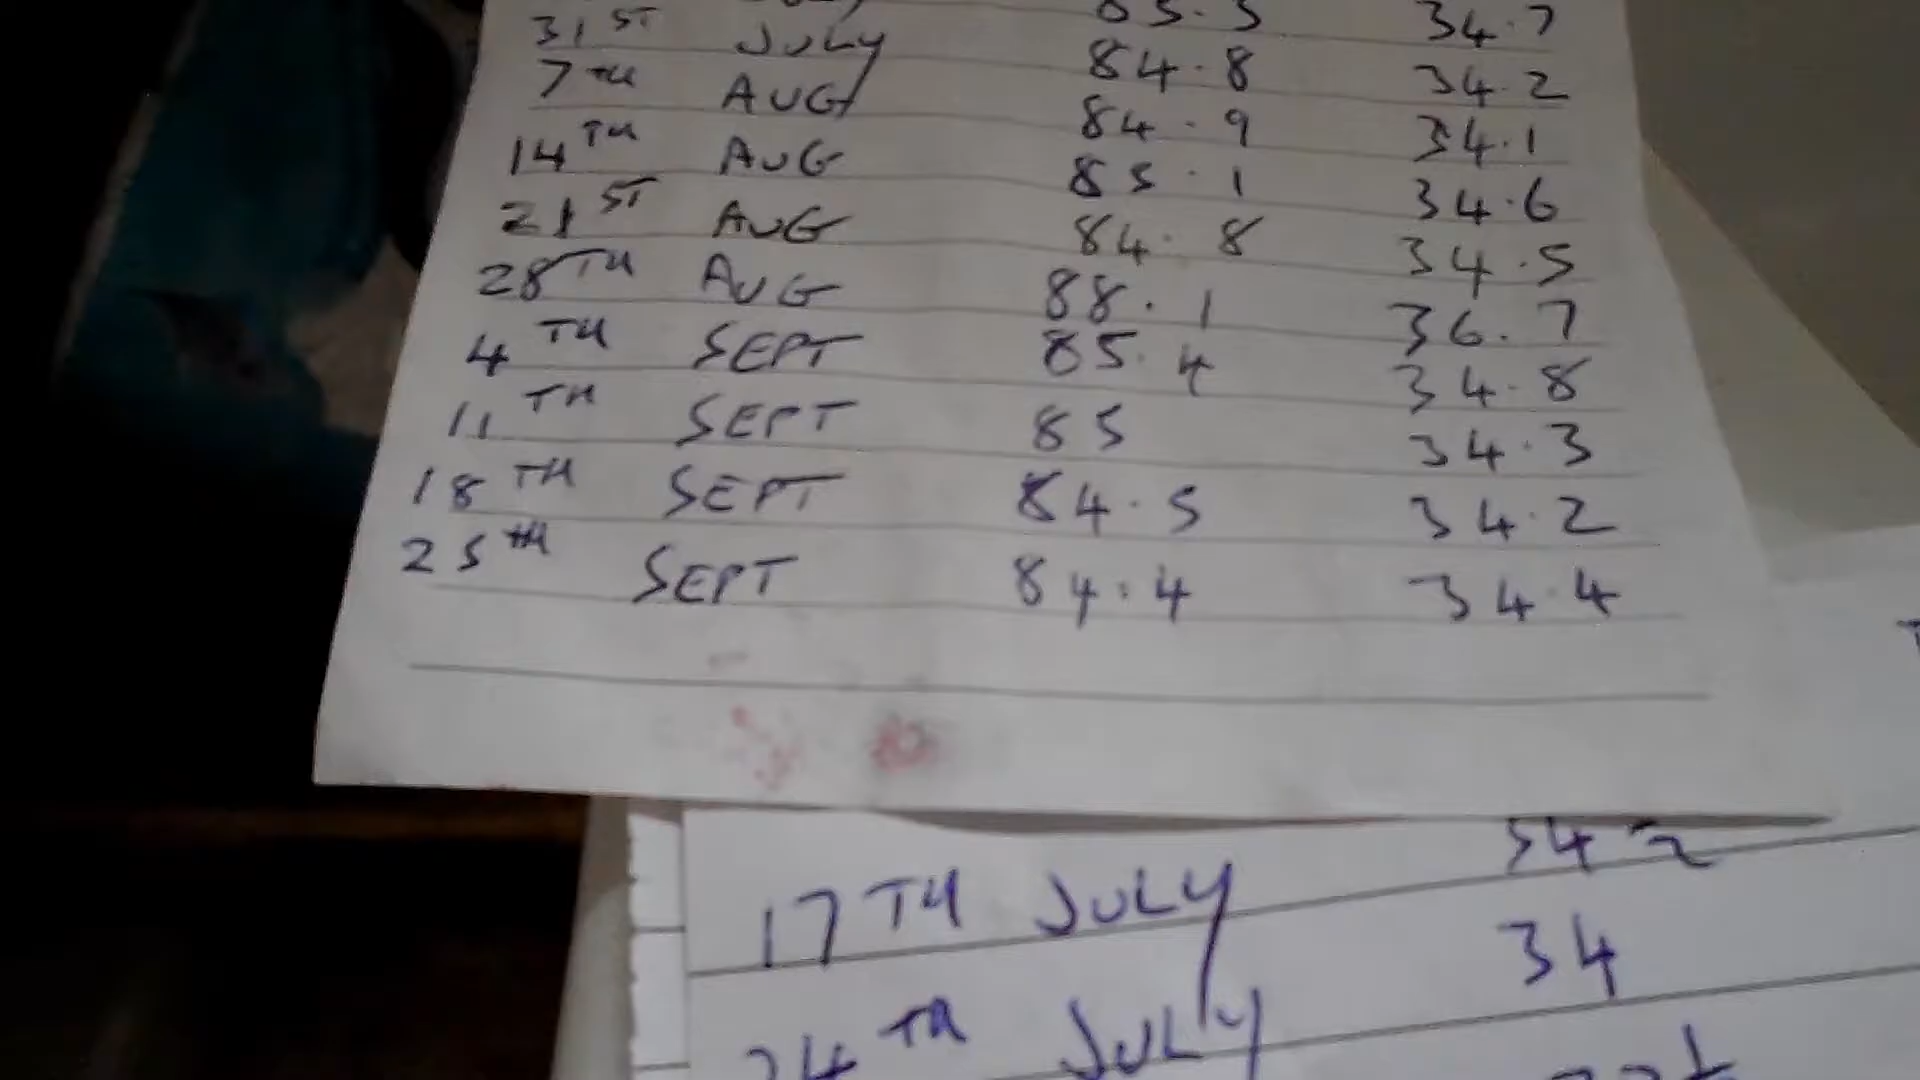 34.7
31ST JULY 84.8 34.2
7TH AUG 84.9 34.1
14TH AUG 85.1 34.6
21ST AUG 84.8 34.5
28TH AUG 88.1 36.7
4TH SEPT 85.4 34.8
11TH SEPT 85 34.3
18TH SEPT 84.5 34.2
25TH SEPT 84.4 34.4
17TH JULY 34
24TH JULY